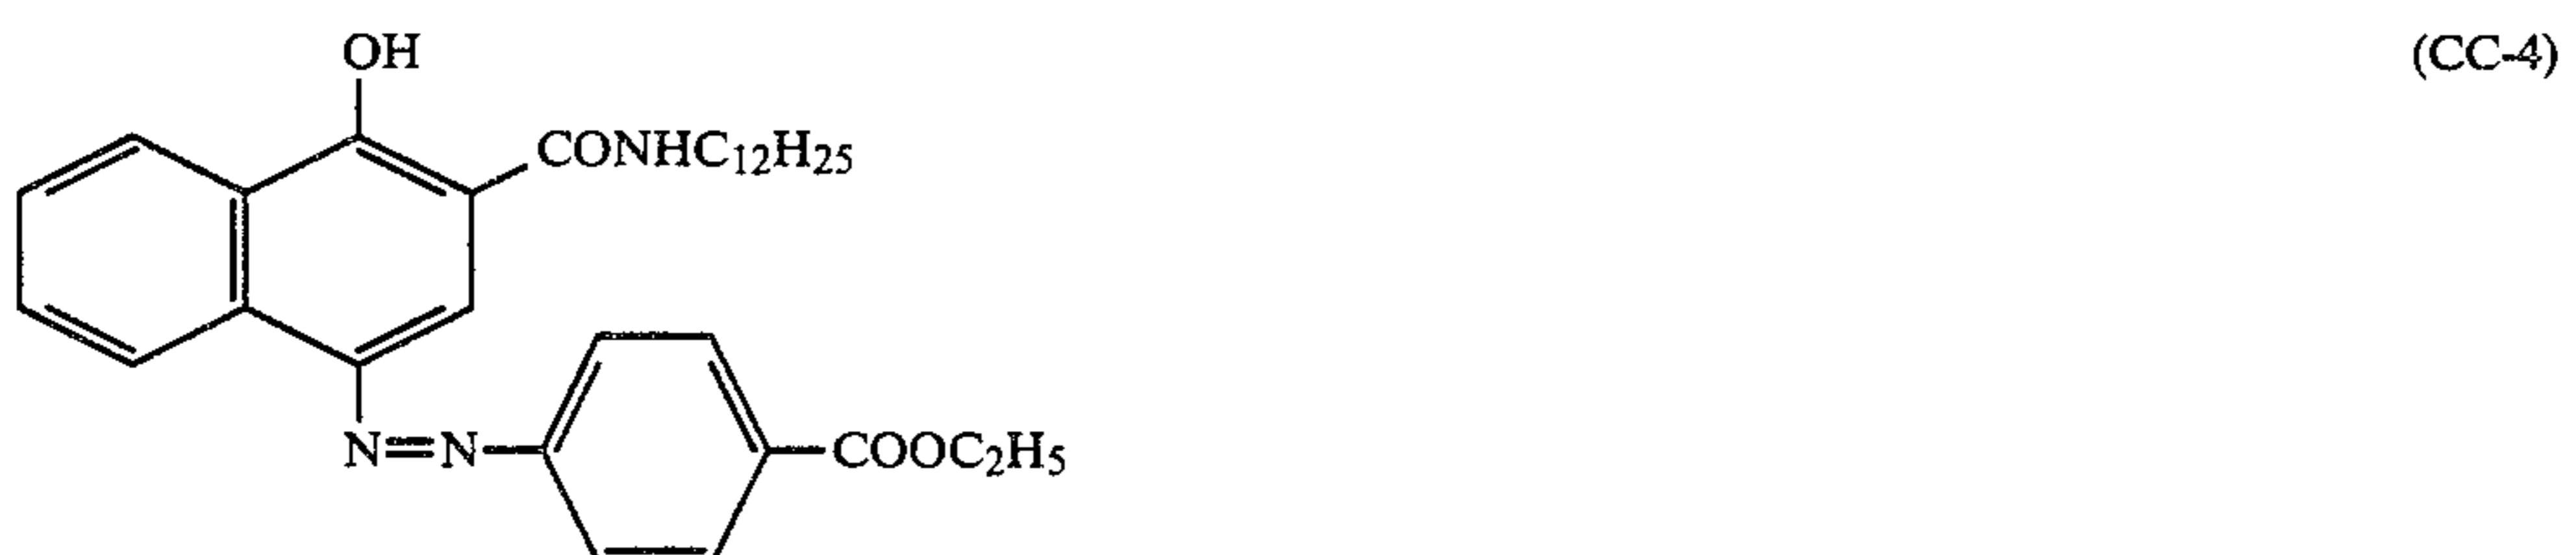 OH
(CC-4)
CONHC₁₂H₂₅
N=N
COOC₂H₅